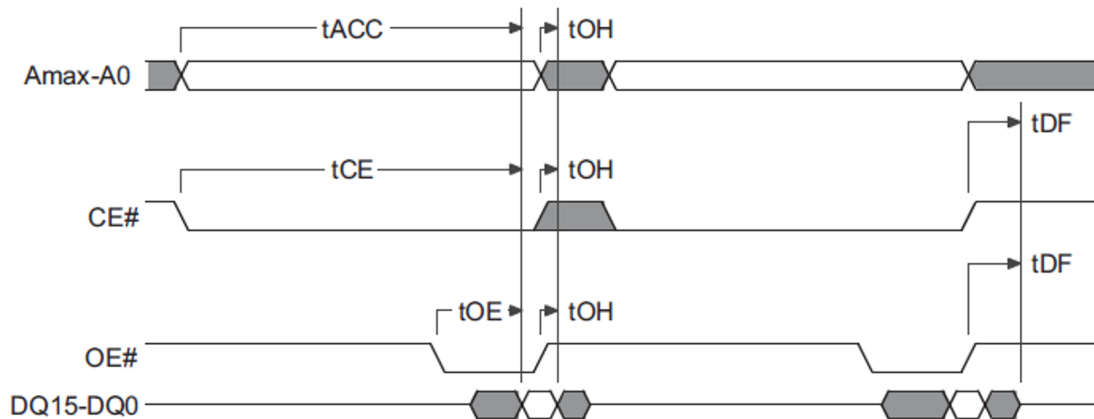 tACC tOH
Amax-A0
tDF
tCE tOH
CE#
tDF
tOE tOH
OE#
DQ15-DQ0